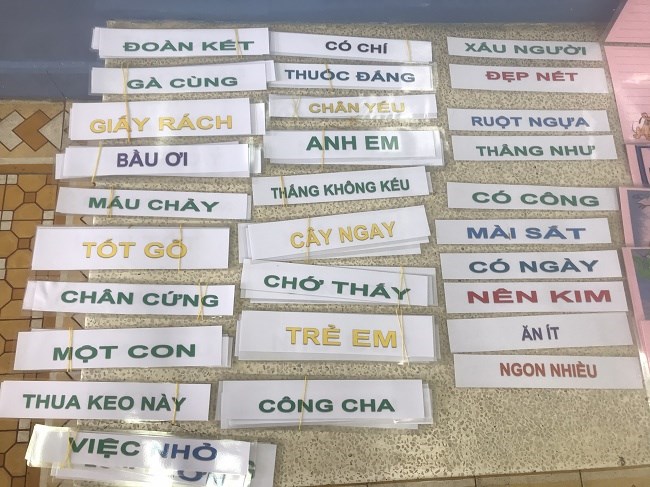 ĐOÀN KẾT
GÀ CÙNG
GIẤY RÁCH
BẦU ƠI
MÁU CHẢY
TỐT GỖ
CHÂN CỨNG
MỘT CON
THUA KEO NÀY
VIỆC NHỎ
CÓ CHÍ
THUỐC ĐẮNG
CHÂN YẾU
ANH EM
THẲNG KHÔNG KÊU
CÂY NGAY
CHỚ THẤY
TRẺ EM
CÔNG CHA
XẤU NGƯỜI
ĐẸP NẾT
RUỘT NGỰA
THẲNG NHƯ
CÓ CÔNG
MÀI SẮT
CÓ NGÀY
NÊN KIM
ĂN ÍT
NGON NHIỀU